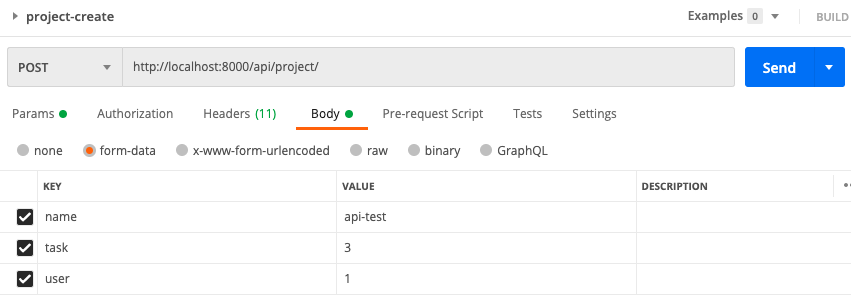 project-create Examples 0 BUILD
POST http://localhost:8000/api/project/ Send
Params Authorization Headers (11) Body Pre-request Script Tests Settings
none form-data x-www-form-urlencoded raw binary GraphQL
KEY VALUE DESCRIPTION
name api-test
task 3
user 1